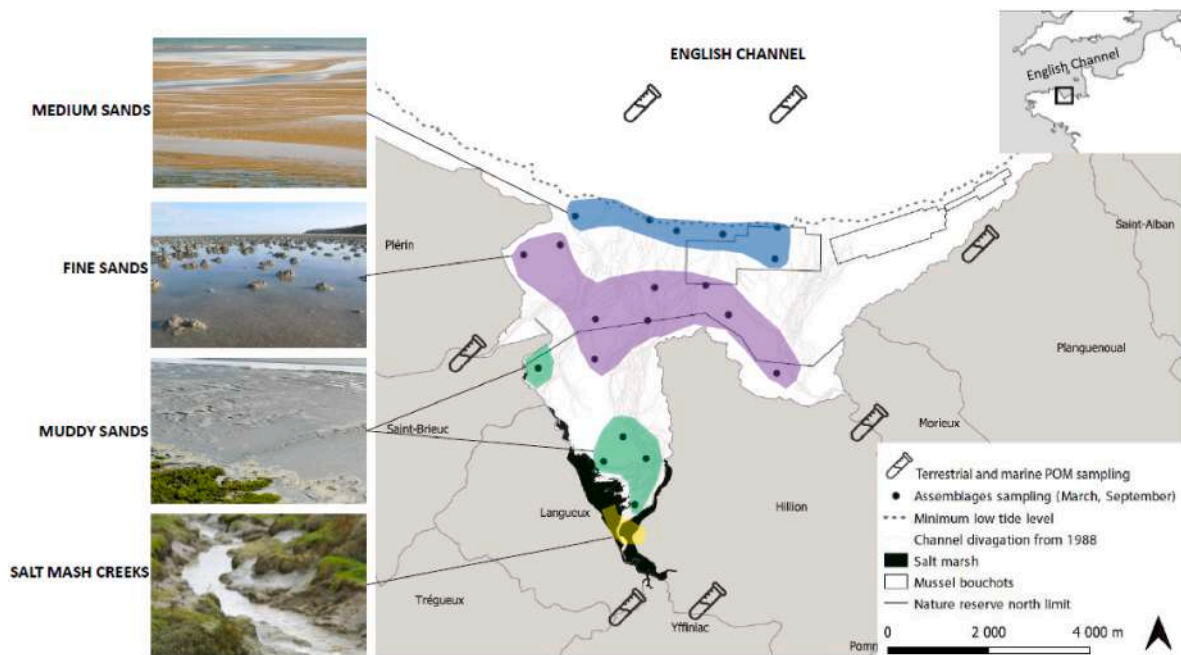 ENGLISH CHANNEL
English Channel
MEDIUM SANDS
FINE SANDS
MUDDY SANDS
SALT MASH CREEKS
Plérin
Saint-Alban
Planguenoual
Saint-Brieuc
Morieux
Langueux
Hillion
Trégueux
Yffiniac
Pomm
Terrestrial and marine POM sampling
Assemblages sampling (March, September)
Minimum low tide level
Channel divagation from 1988
Salt marsh
Mussel bouchots
Nature reserve north limit
0 2 000 4 000 m